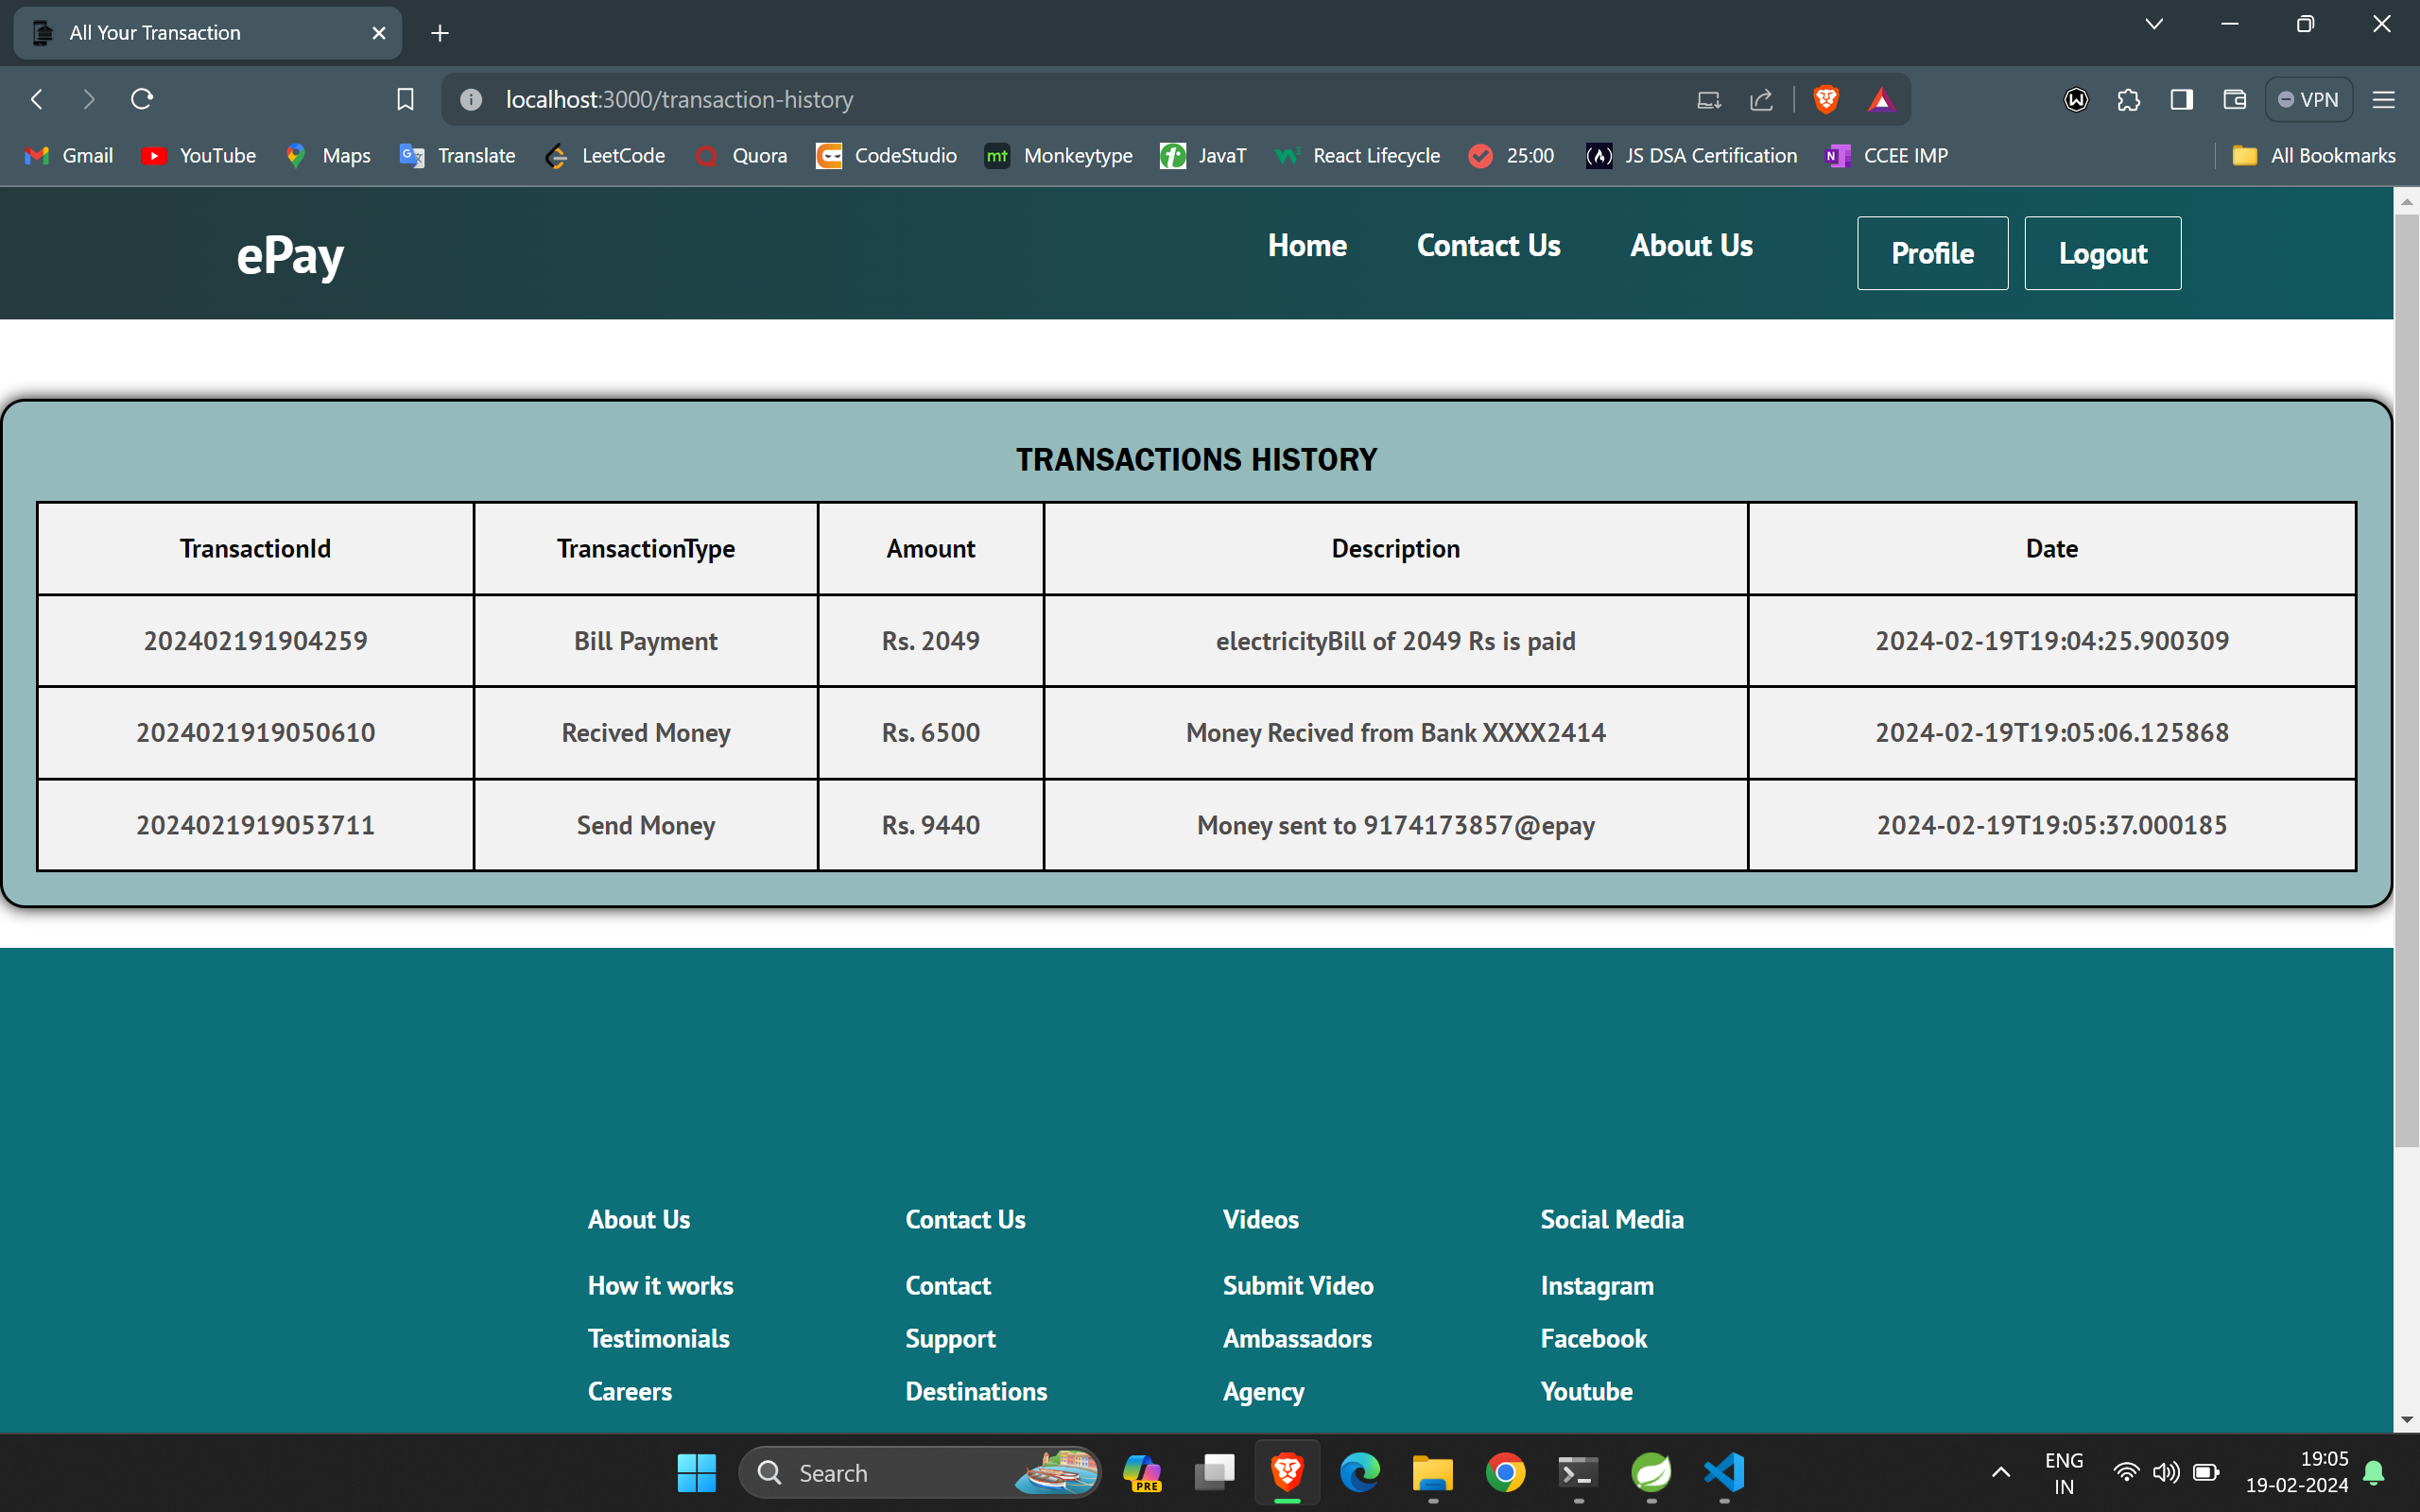 All Your Transaction
localhost:3000/transaction-history
VPN
Gmail YouTube Maps Translate LeetCode Quora CodeStudio mt Monkeytype JavaT React Lifecycle 25:00 JS DSA Certification CCEE IMP All Bookmarks
ePay Home Contact Us About Us Profile Logout
TRANSACTIONS HISTORY
TransactionId TransactionType Amount Description Date
202402191904259 Bill Payment Rs. 2049 electricityBill of 2049 Rs is paid 2024-02-19T19:04:25.900309
2024021919050610 Recived Money Rs. 6500 Money Recived from Bank XXXX2414 2024-02-19T19:05:06.125868
2024021919053711 Send Money Rs. 9440 Money sent to 9174173857@epay 2024-02-19T19:05:37.000185
About Us Contact Us Videos Social Media
How it works Contact Submit Video Instagram
Testimonials Support Ambassadors Facebook
Careers Destinations Agency Youtube
Search
PRE
ENG
IN
19:05
19-02-2024